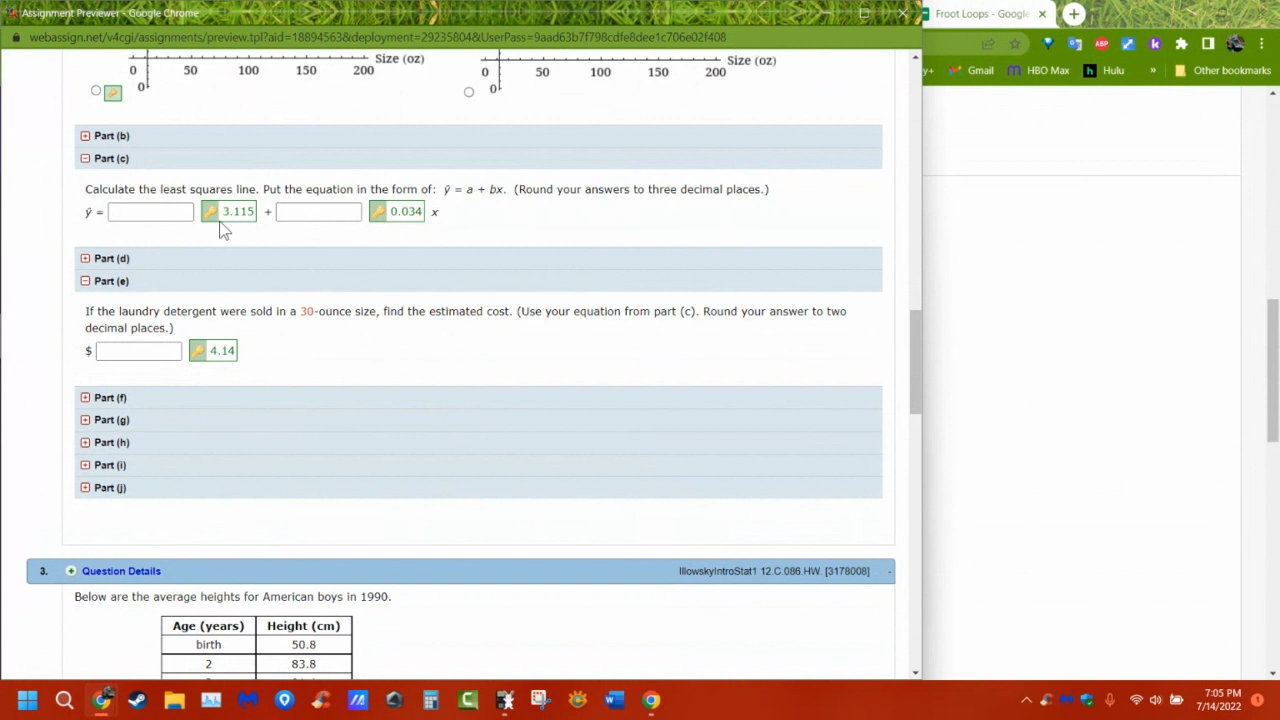 Assignment Previewer - Google Chrome
Froot Loops - Google
webassign.net/v4cgi/assignments/preview.tpl?aid=18894563&deployment=29235804&UserPass=9aad63b7f798cdfe8dee1c706e02f408
y+ Gmail HBO Max Hulu » Other bookmarks
0 50 100 150 200 Size (oz)
0
0 50 100 150 200 Size (oz)
0
Part (b)
Part (c)
Calculate the least squares line. Put the equation in the form of: ŷ = a + bx. (Round your answers to three decimal places.)
ŷ = 3.115 + 0.034 x
Part (d)
Part (e)
If the laundry detergent were sold in a 30-ounce size, find the estimated cost. (Use your equation from part (c). Round your answer to two
decimal places.)
$ 4.14
Part (f)
Part (g)
Part (h)
Part (i)
Part (j)
3. Question Details IllowskyIntroStat1 12.C.086.HW. [3178008] -
Below are the average heights for American boys in 1990.
Age (years) Height (cm)
birth 50.8
2 83.8
7:05 PM
7/14/2022
1